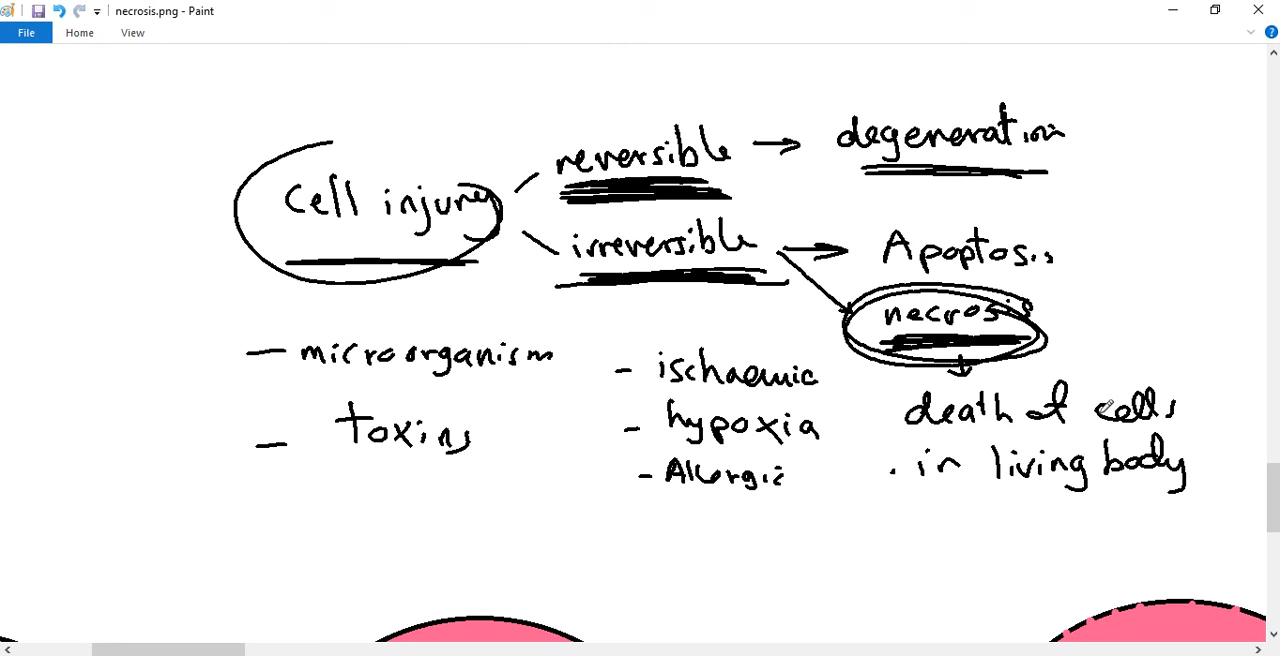 necrosis.png - Paint
File Home View
cell injury
reversible → degeneration
irreversible → Apoptosis
necrosis
- microorganism
- toxins
- ischaemic
- hypoxia
- Allergic
death of cells
in living body